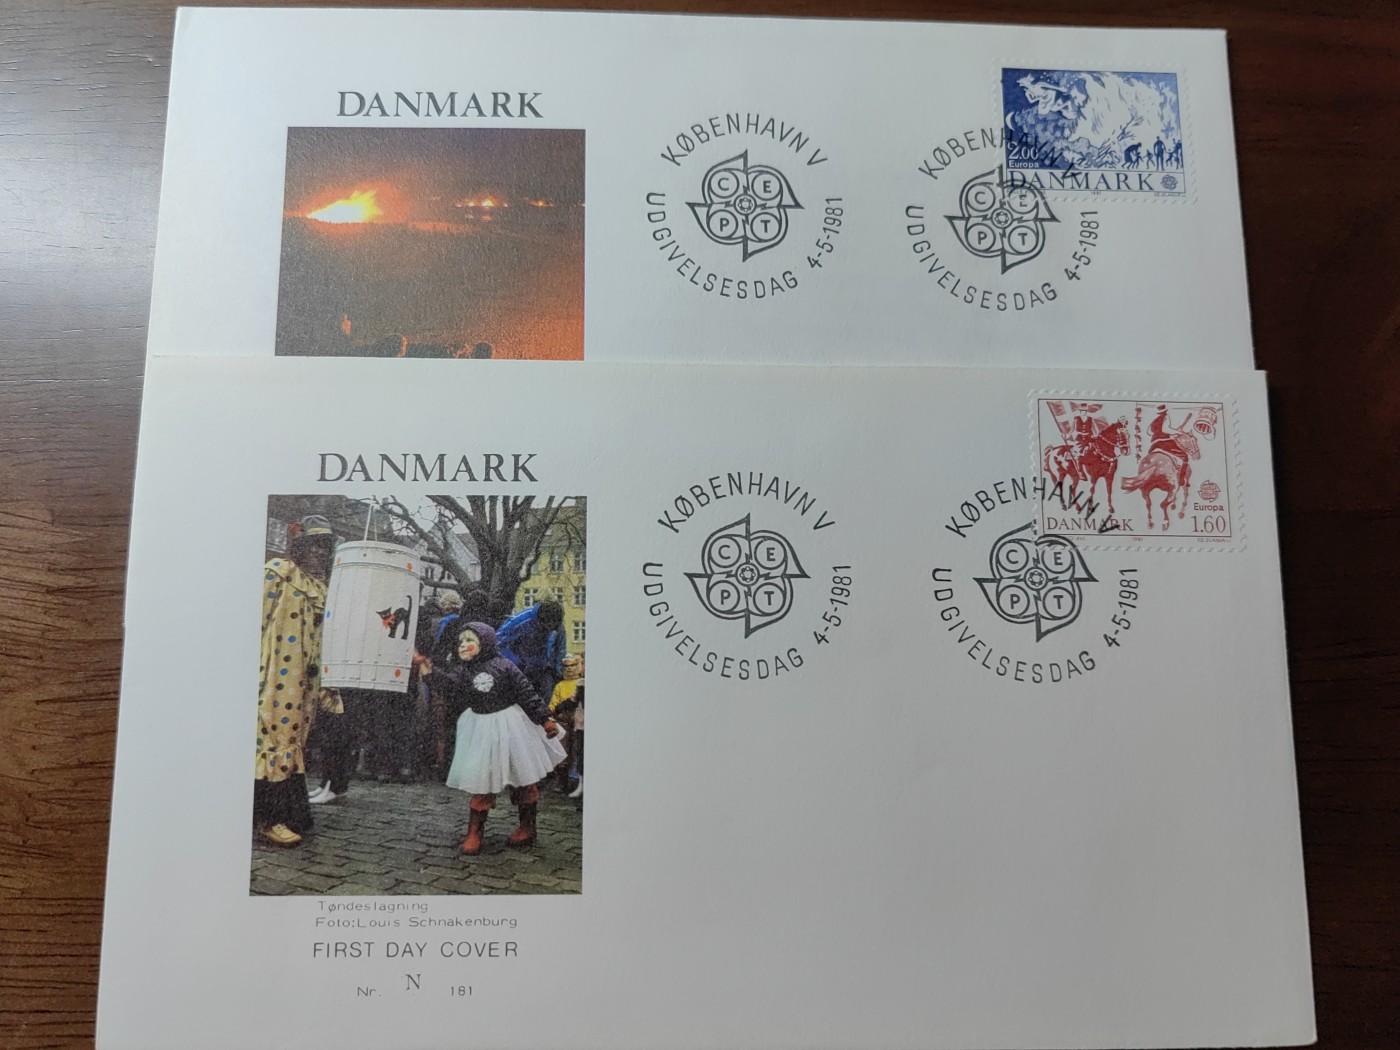 DANMARK
KØBENHAVN V
C E
P T
UDGIVELSESDAG 4-5-1981
KØBENHAVN V
C E
P T
UDGIVELSESDAG 4-5-1981
2.00
Europa
DANMARK
DANMARK
KØBENHAVN V
C E
P T
UDGIVELSESDAG 4-5-1981
KØBENHAVN V
C E
P T
UDGIVELSESDAG 4-5-1981
Europa
DANMARK 1.60
Tøndeslagning
Foto:Louis Schnakenburg
FIRST DAY COVER
Nr. N 181